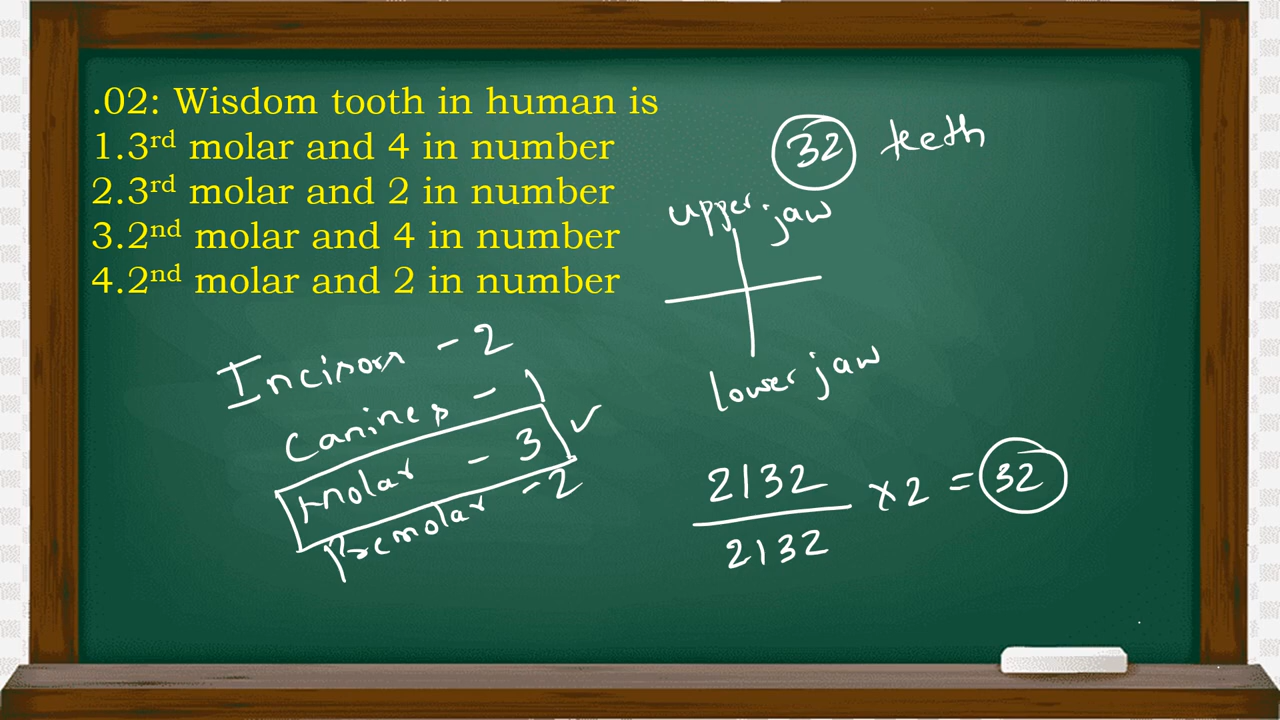 .02: Wisdom tooth in human is
1.3rd molar and 4 in number
2.3rd molar and 2 in number
3.2nd molar and 4 in number
4.2nd molar and 2 in number
32 teeth
upper jaw
lower jaw
Incisors - 2
Canines - 1
Molar - 3 ✓
Premolar - 2
2132
2132
× 2 = 32